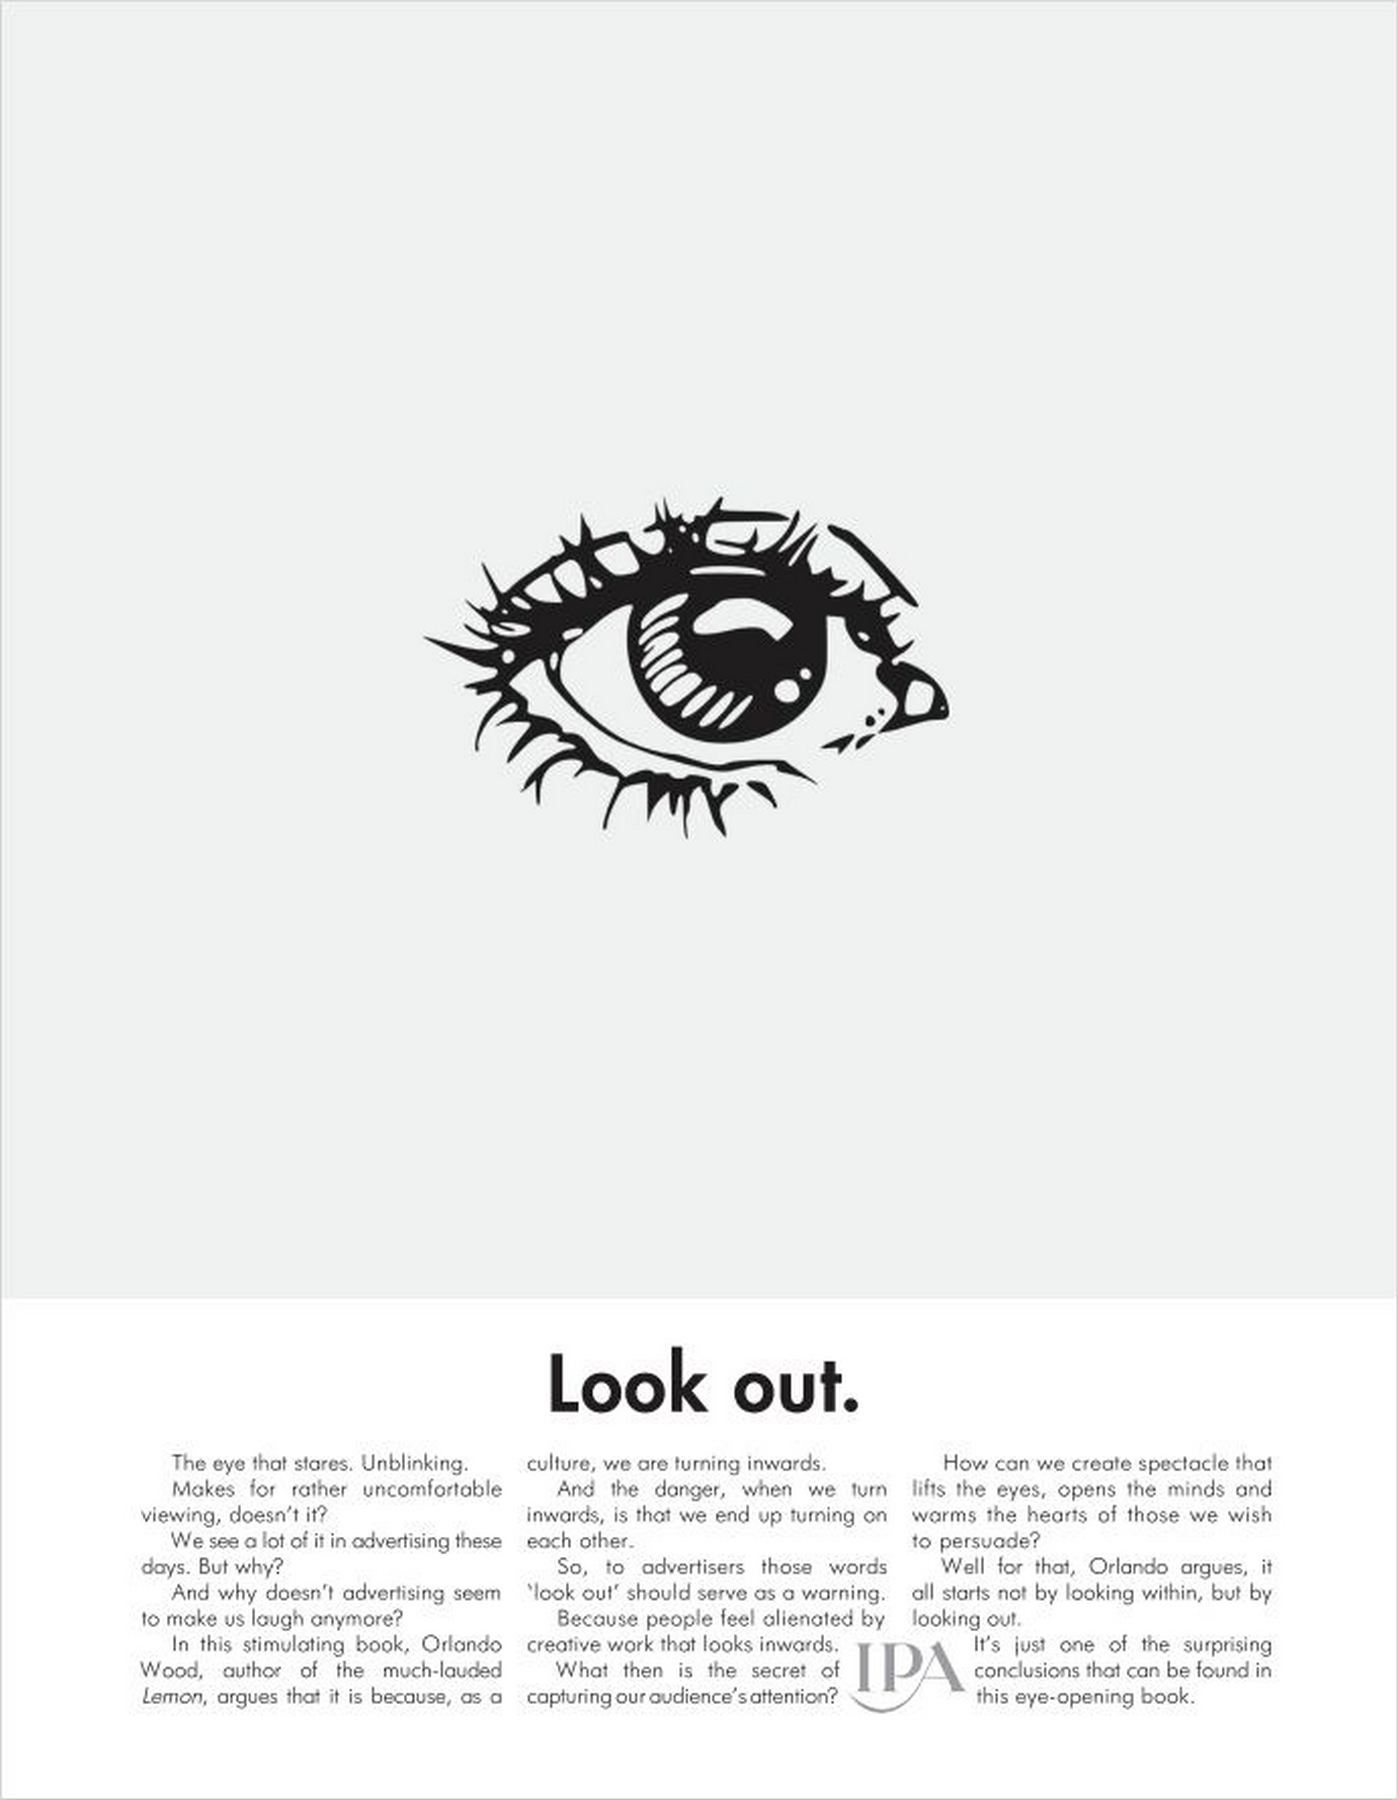 Look out.
The eye that stares. Unblinking.
Makes for rather uncomfortable
viewing, doesn't it?
We see a lot of it in advertising these
days. But why?
And why doesn't advertising seem
to make us laugh anymore?
In this stimulating book, Orlando
Wood, author of the much-lauded
Lemon, argues that it is because, as a
culture, we are turning inwards.
And the danger, when we turn
inwards, is that we end up turning on
each other.
So, to advertisers those words
‘look out’ should serve as a warning.
Because people feel alienated by
creative work that looks inwards.
What then is the secret of
capturing our audience's attention?
How can we create spectacle that
lifts the eyes, opens the minds and
warms the hearts of those we wish
to persuade?
Well for that, Orlando argues, it
all starts not by looking within, but by
looking out.
It's just one of the surprising
conclusions that can be found in
this eye-opening book.
IPA